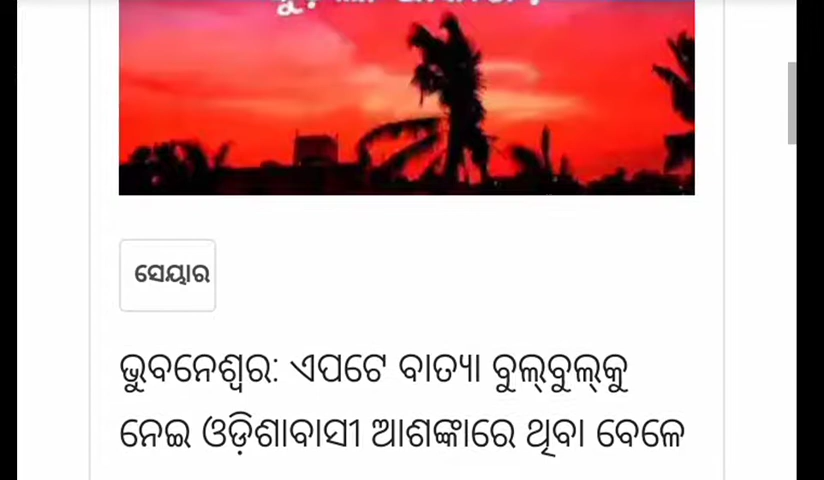 ସେୟାର
ଭୁବନେଶ୍ୱର: ଏପଟେ ବାତ୍ୟା ବୁଲ୍‌ବୁଲ୍‌କୁ
ନେଇ ଓଡ଼ିଶାବାସୀ ଆଶଙ୍କାରେ ଥିବା ବେଳେ